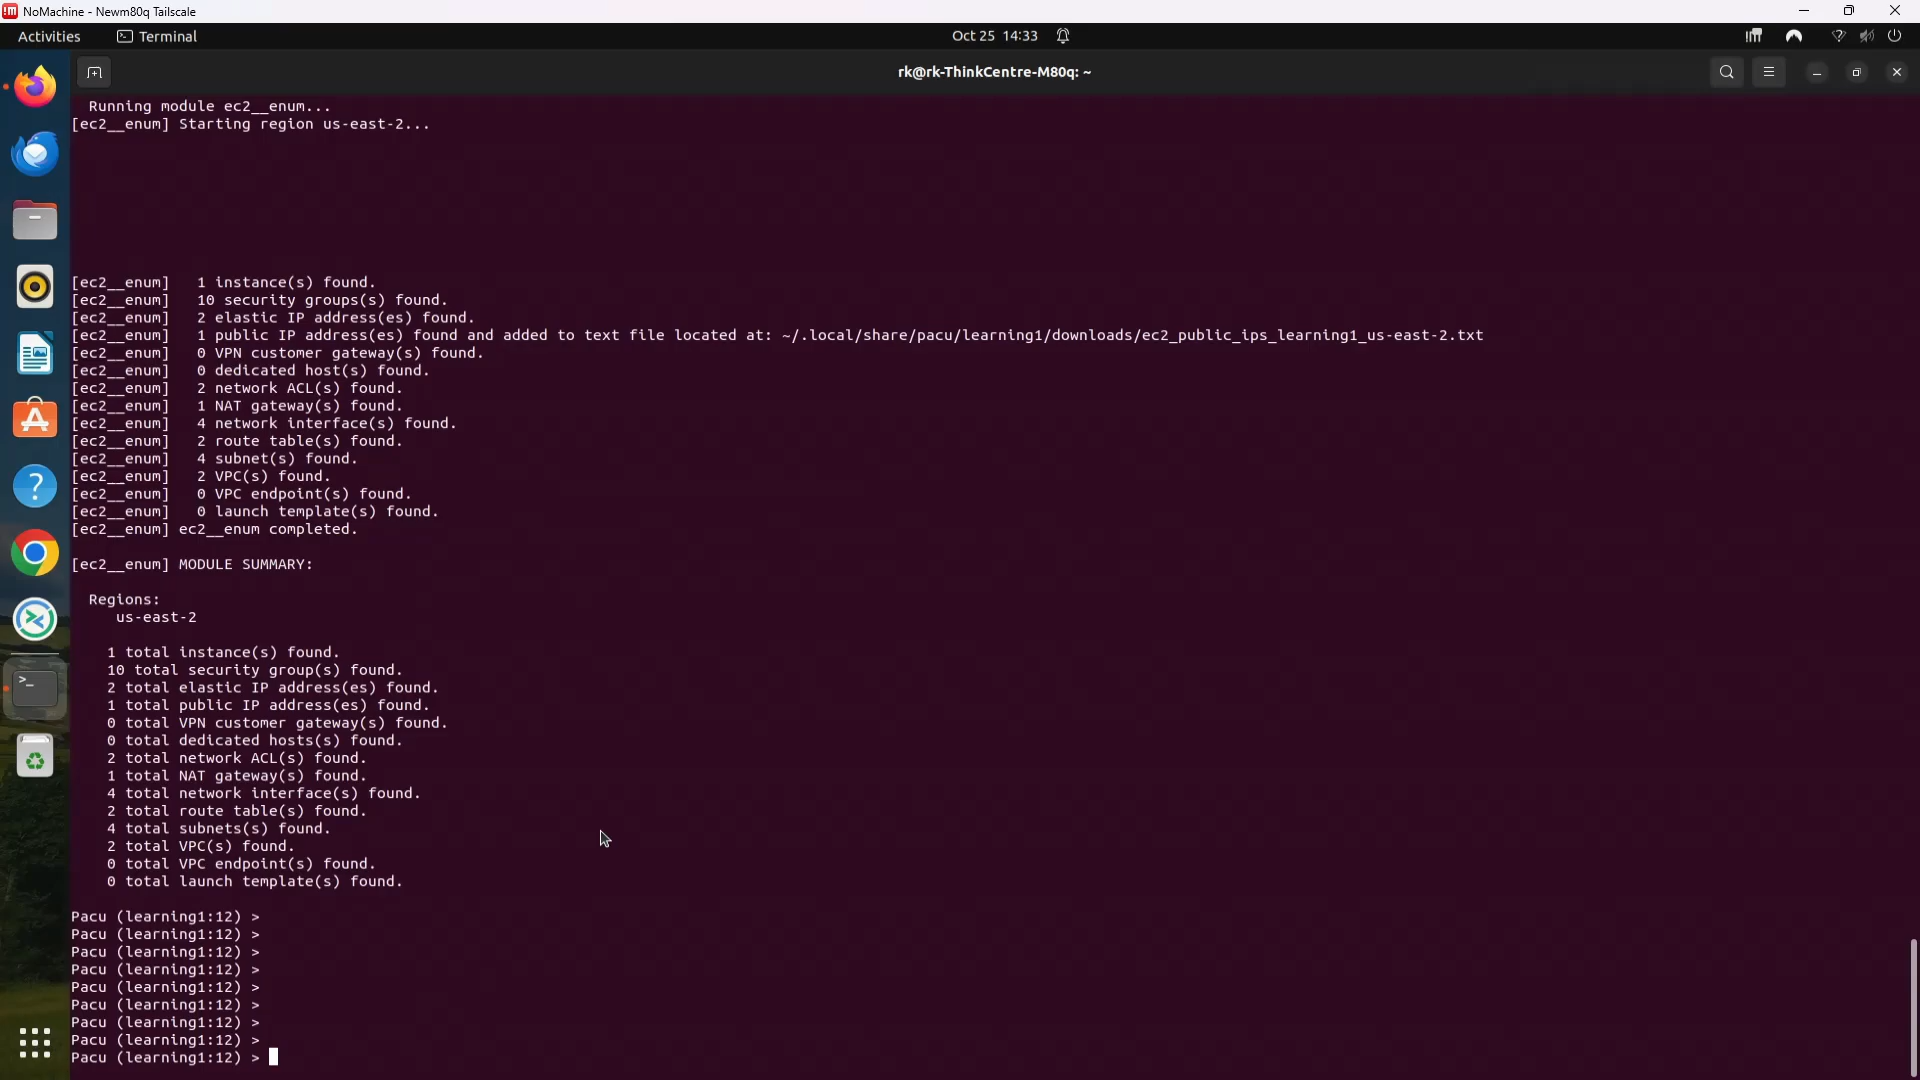 NoMachine - Newm80q Tailscale
Activities
Terminal
Oct 25 14:33
rk@rk-ThinkCentre-M80q: ~
Running module ec2__enum...
[ec2__enum] Starting region us-east-2...
[ec2__enum]   1 instance(s) found.
[ec2__enum]   10 security groups(s) found.
[ec2__enum]   2 elastic IP address(es) found.
[ec2__enum]   1 public IP address(es) found and added to text file located at: ~/.local/share/pacu/learning1/downloads/ec2_public_ips_learning1_us-east-2.txt
[ec2__enum]   0 VPN customer gateway(s) found.
[ec2__enum]   0 dedicated host(s) found.
[ec2__enum]   2 network ACL(s) found.
[ec2__enum]   1 NAT gateway(s) found.
[ec2__enum]   4 network interface(s) found.
[ec2__enum]   2 route table(s) found.
[ec2__enum]   4 subnet(s) found.
[ec2__enum]   2 VPC(s) found.
[ec2__enum]   0 VPC endpoint(s) found.
[ec2__enum]   0 launch template(s) found.
[ec2__enum] ec2__enum completed.
[ec2__enum] MODULE SUMMARY:
Regions:
us-east-2
1 total instance(s) found.
10 total security group(s) found.
2 total elastic IP address(es) found.
1 total public IP address(es) found.
0 total VPN customer gateway(s) found.
0 total dedicated hosts(s) found.
2 total network ACL(s) found.
1 total NAT gateway(s) found.
4 total network interface(s) found.
2 total route table(s) found.
4 total subnets(s) found.
2 total VPC(s) found.
0 total VPC endpoint(s) found.
0 total launch template(s) found.
Pacu (learning1:12) >
Pacu (learning1:12) >
Pacu (learning1:12) >
Pacu (learning1:12) >
Pacu (learning1:12) >
Pacu (learning1:12) >
Pacu (learning1:12) >
Pacu (learning1:12) >
Pacu (learning1:12) >